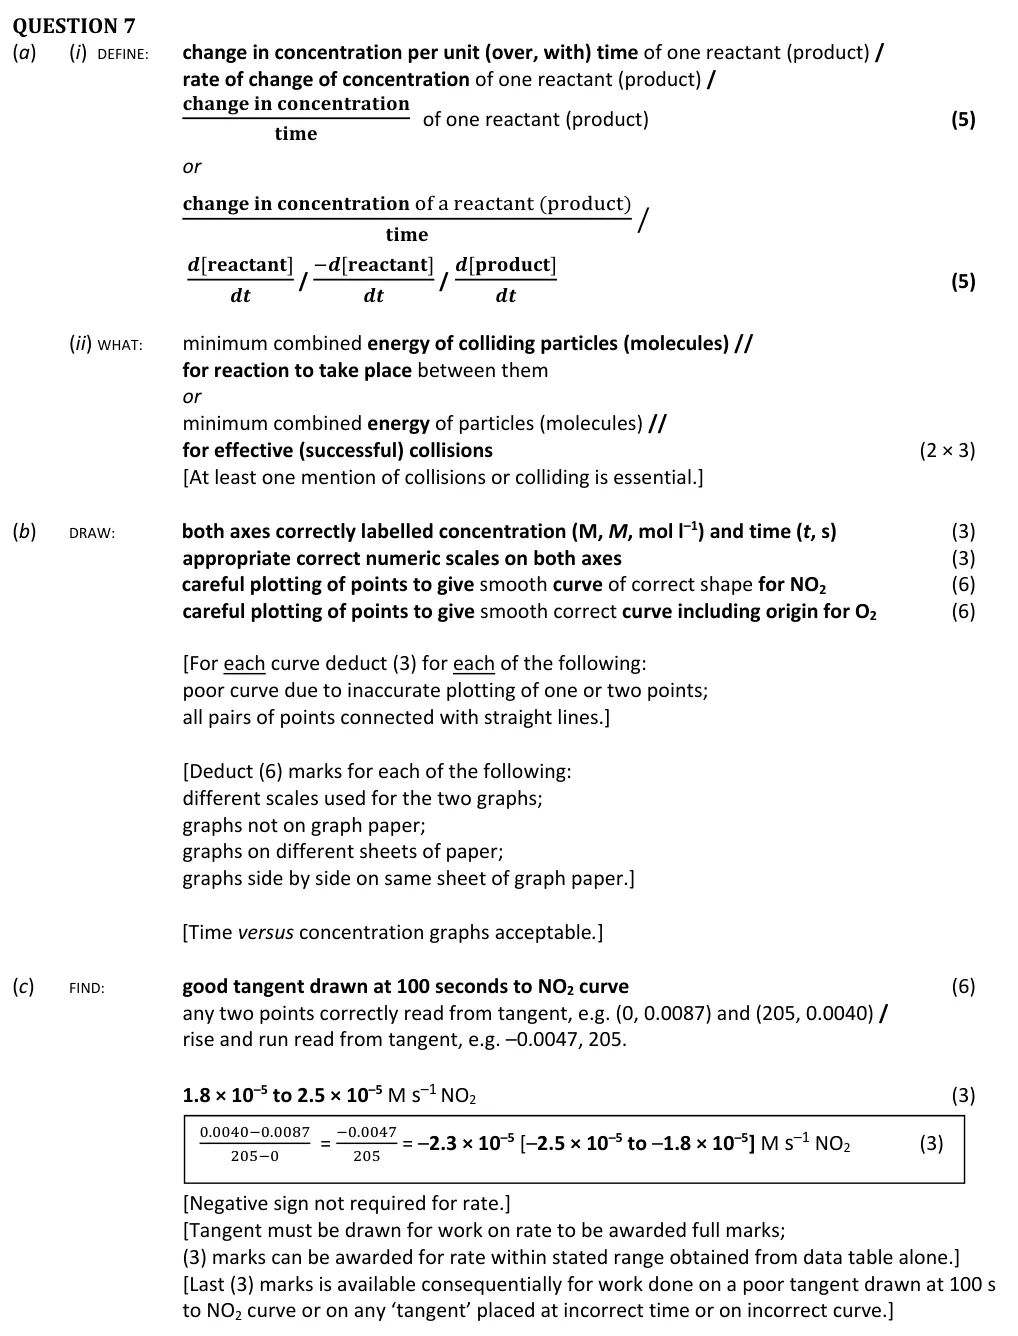 QUESTION 7
(a) (i) DEFINE: change in concentration per unit (over, with) time of one reactant (product) /
rate of change of concentration of one reactant (product) /
change in concentration
time
of one reactant (product) (5)
or
change in concentration of a reactant (product)
time
/
d[reactant]
dt
/
−d[reactant]
dt
/
d[product]
dt
(5)
(ii) WHAT: minimum combined energy of colliding particles (molecules) //
for reaction to take place between them
or
minimum combined energy of particles (molecules) //
for effective (successful) collisions (2 × 3)
[At least one mention of collisions or colliding is essential.]
(b) DRAW: both axes correctly labelled concentration (M, M, mol l⁻¹) and time (t, s) (3)
appropriate correct numeric scales on both axes (3)
careful plotting of points to give smooth curve of correct shape for NO₂ (6)
careful plotting of points to give smooth correct curve including origin for O₂ (6)
[For each curve deduct (3) for each of the following:
poor curve due to inaccurate plotting of one or two points;
all pairs of points connected with straight lines.]
[Deduct (6) marks for each of the following:
different scales used for the two graphs;
graphs not on graph paper;
graphs on different sheets of paper;
graphs side by side on same sheet of graph paper.]
[Time versus concentration graphs acceptable.]
(c) FIND: good tangent drawn at 100 seconds to NO₂ curve (6)
any two points correctly read from tangent, e.g. (0, 0.0087) and (205, 0.0040) /
rise and run read from tangent, e.g. –0.0047, 205.
1.8 × 10⁻⁵ to 2.5 × 10⁻⁵ M s⁻¹ NO₂ (3)
0.0040−0.0087
205−0
=
−0.0047
205
= –2.3 × 10⁻⁵ [–2.5 × 10⁻⁵ to –1.8 × 10⁻⁵] M s⁻¹ NO₂ (3)
[Negative sign not required for rate.]
[Tangent must be drawn for work on rate to be awarded full marks;
(3) marks can be awarded for rate within stated range obtained from data table alone.]
[Last (3) marks is available consequentially for work done on a poor tangent drawn at 100 s
to NO₂ curve or on any ‘tangent’ placed at incorrect time or on incorrect curve.]